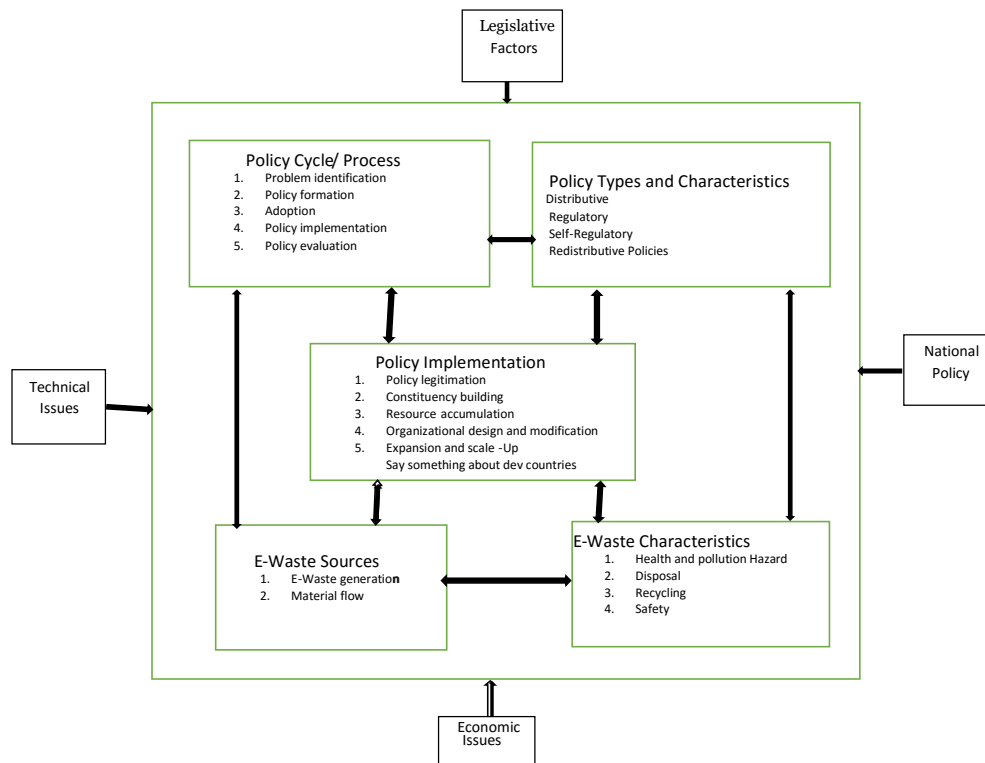 Legislative
Factors
Policy Cycle/ Process
1. Problem identification
2. Policy formation
3. Adoption
4. Policy implementation
5. Policy evaluation
Policy Types and Characteristics
Distributive
Regulatory
Self-Regulatory
Redistributive Policies
Technical
Issues
Policy Implementation
1. Policy legitimation
2. Constituency building
3. Resource accumulation
4. Organizational design and modification
5. Expansion and scale -Up
Say something about dev countries
National
Policy
E-Waste Sources
1. E-Waste generation
2. Material flow
E-Waste Characteristics
1. Health and pollution Hazard
2. Disposal
3. Recycling
4. Safety
Economic
Issues